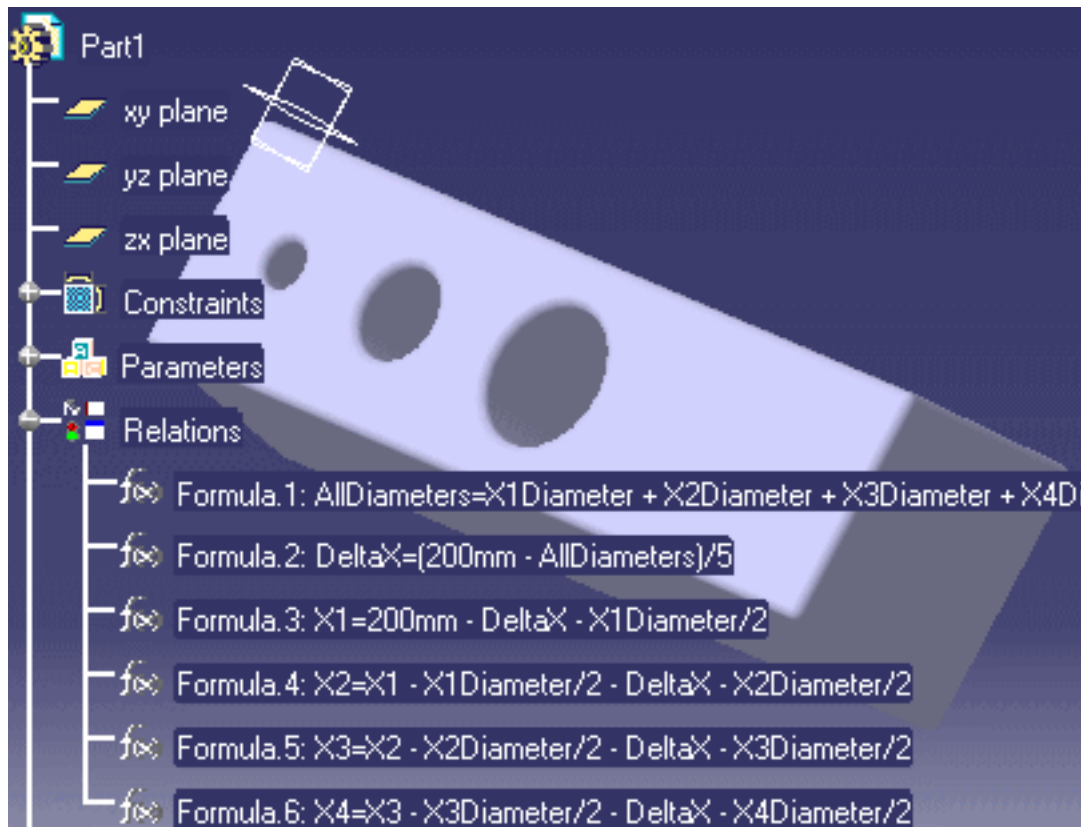 Part1
xy plane
yz plane
zx plane
Constraints
Parameters
Relations
Formula.1: AllDiameters=X1Diameter + X2Diameter + X3Diameter + X4D
Formula.2: DeltaX=(200mm - AllDiameters)/5
Formula.3: X1=200mm - DeltaX - X1Diameter/2
Formula.4: X2=X1 - X1Diameter/2 - DeltaX - X2Diameter/2
Formula.5: X3=X2 - X2Diameter/2 - DeltaX - X3Diameter/2
Formula.6: X4=X3 - X3Diameter/2 - DeltaX - X4Diameter/2